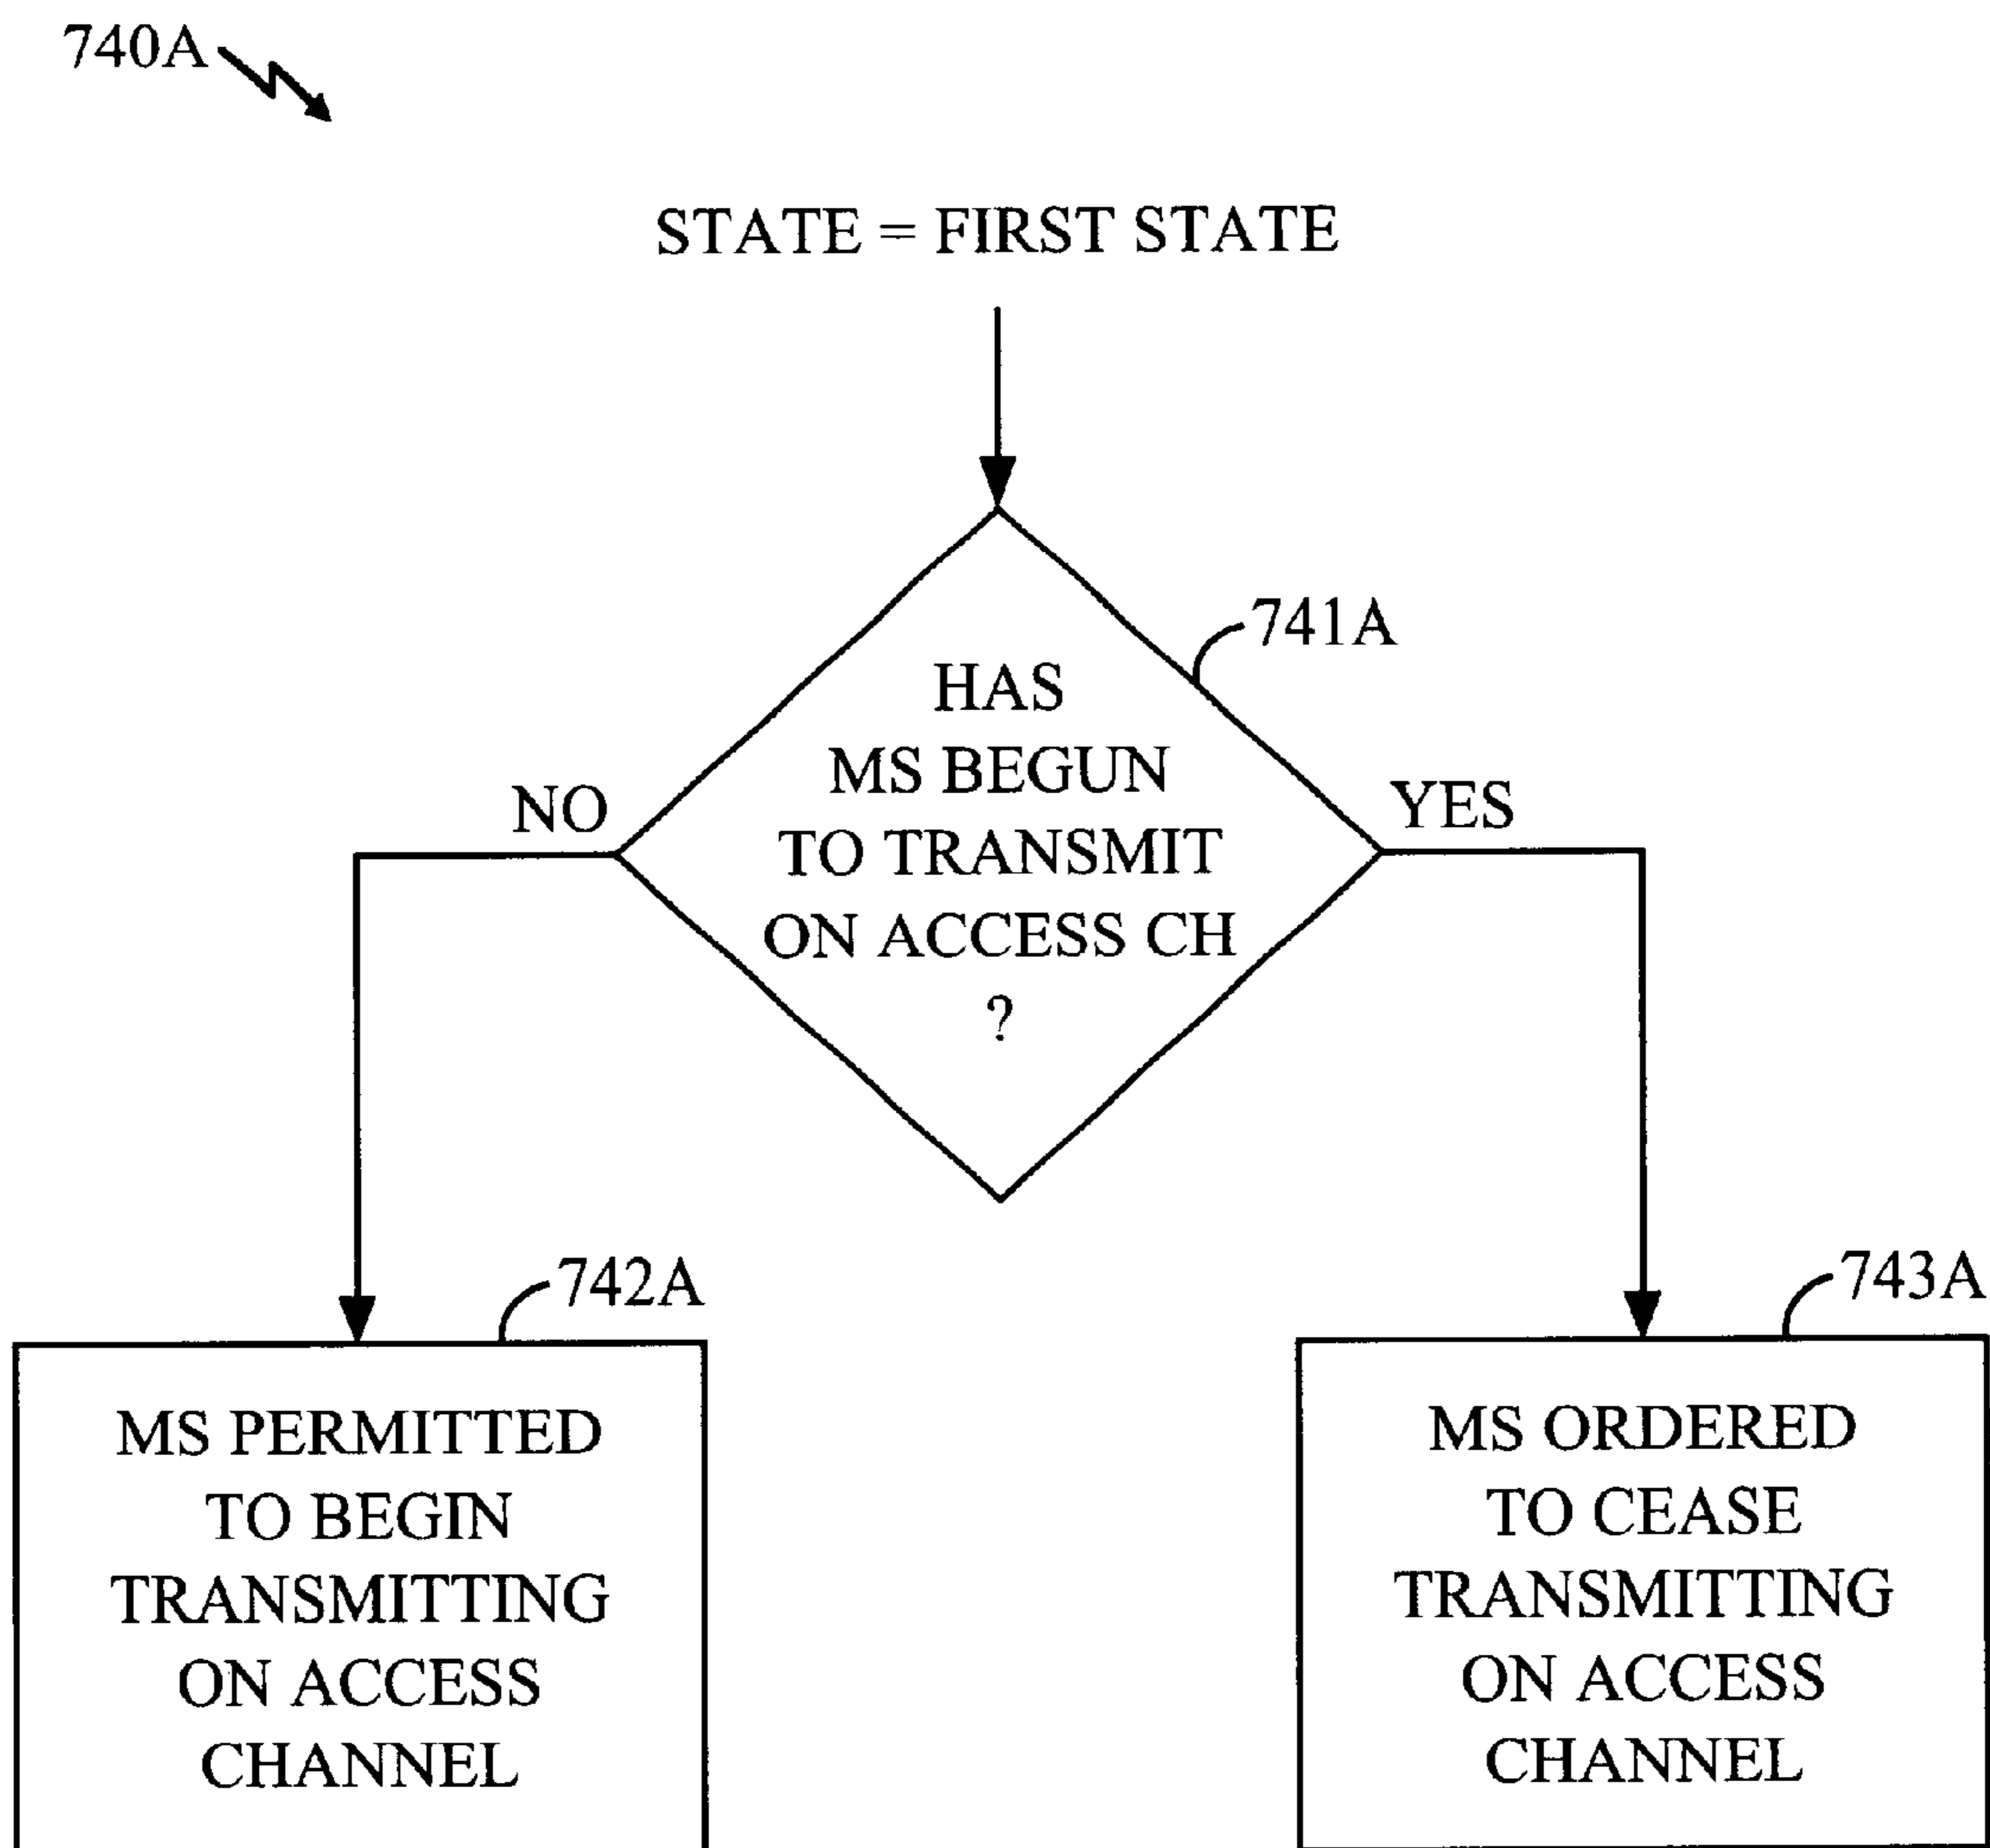 740A
STATE = FIRST STATE
741A
HAS
MS BEGUN
TO TRANSMIT
ON ACCESS CH
?
NO
YES
742A
MS PERMITTED
TO BEGIN
TRANSMITTING
ON ACCESS
CHANNEL
743A
MS ORDERED
TO CEASE
TRANSMITTING
ON ACCESS
CHANNEL